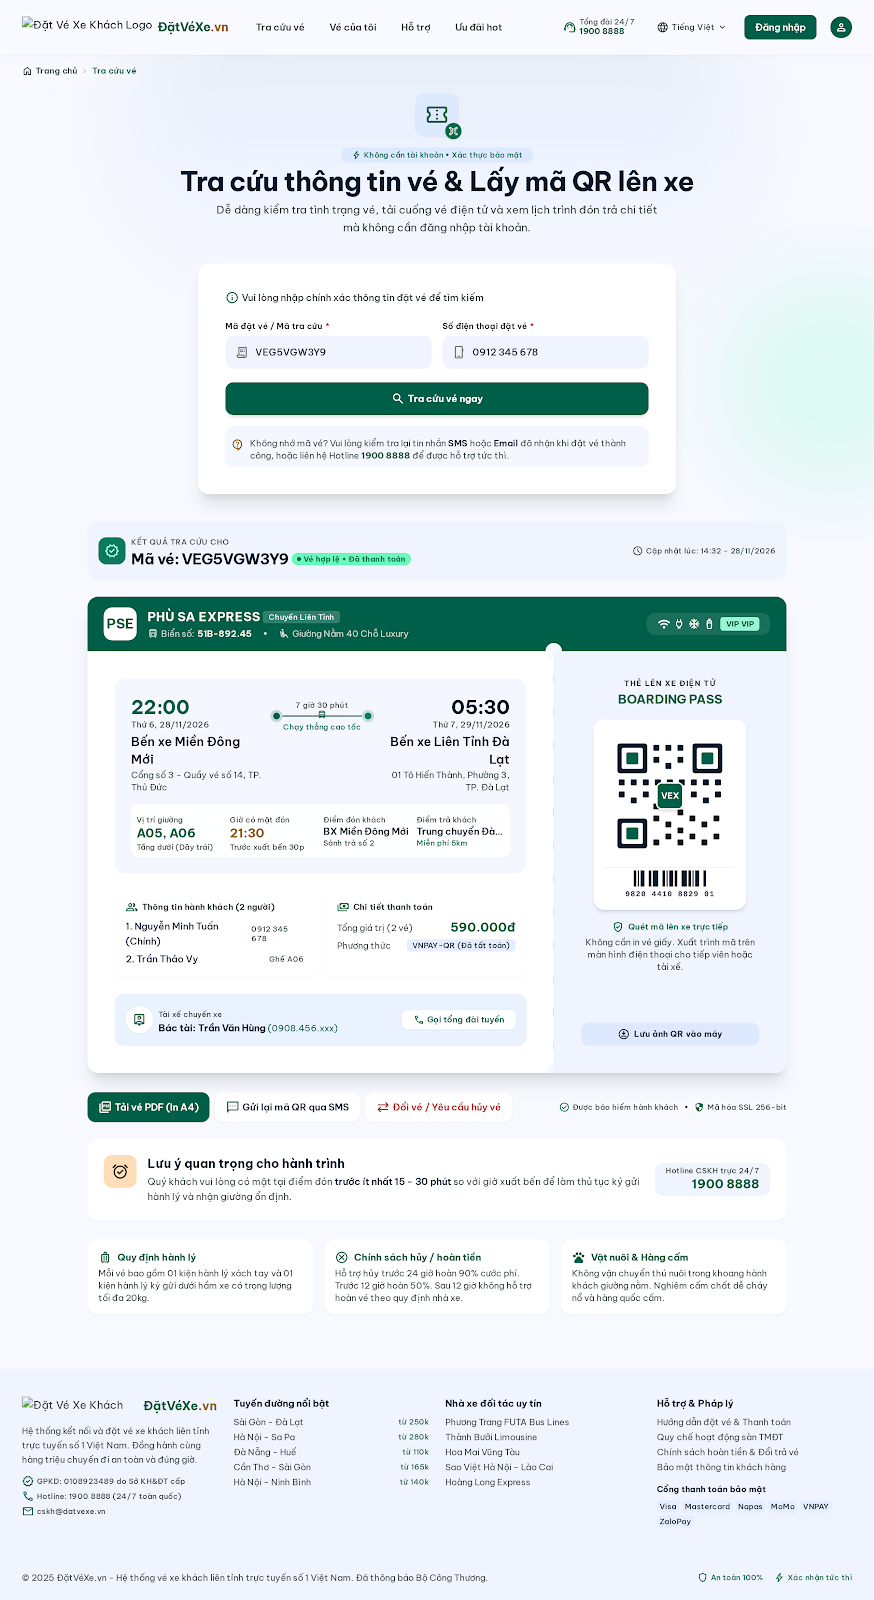 Đặt Vé Xe Khách Logo ĐặtVéXe.vn Tra cứu vé Vé của tôi Hỗ trợ Ưu đãi hot Tổng đài 24/7 1900 8888 Tiếng Việt Đăng nhập
Trang chủ › Tra cứu vé
Không cần tài khoản • Xác thực bảo mật
Tra cứu thông tin vé & Lấy mã QR lên xe
Dễ dàng kiểm tra tình trạng vé, tải cuống vé điện tử và xem lịch trình đón trả chi tiết
mà không cần đăng nhập tài khoản.
Vui lòng nhập chính xác thông tin đặt vé để tìm kiếm
Mã đặt vé / Mã tra cứu * Số điện thoại đặt vé *
VEG5VGW3Y9 0912 345 678
Tra cứu vé ngay
Không nhớ mã vé? Vui lòng kiểm tra lại tin nhắn SMS hoặc Email đã nhận khi đặt vé thành
công, hoặc liên hệ Hotline 1900 8888 để được hỗ trợ tức thì.
KẾT QUẢ TRA CỨU CHO
Mã vé: VEG5VGW3Y9 Vé hợp lệ • Đã thanh toán Cập nhật lúc: 14:32 - 28/11/2026
PSE PHÙ SA EXPRESS Chuyến Liên Tỉnh
Biển số: 51B-892.45 • Giường Nằm 40 Chỗ Luxury VIP VIP
22:00 7 giờ 30 phút 05:30
Thứ 6, 28/11/2026 Chạy thẳng cao tốc Thứ 7, 29/11/2026
Bến xe Miền Đông
Mới
Bến xe Liên Tỉnh Đà
Lạt
Cổng số 3 - Quầy vé số 14, TP.
Thủ Đức
01 Tô Hiến Thành, Phường 3,
TP. Đà Lạt
Vị trí giường Giờ có mặt đón Điểm đón khách Điểm trả khách
A05, A06 21:30 BX Miền Đông Mới Trung chuyển Đà...
Tầng dưới (Dãy trái) Trước xuất bến 30p Sảnh trả số 2 Miễn phí 5km
Thông tin hành khách (2 người)
1. Nguyễn Minh Tuấn
(Chính)
0912 345
678
2. Trần Thảo Vy Ghế A06
Chi tiết thanh toán
Tổng giá trị (2 vé) 590.000đ
Phương thức VNPAY-QR (Đã tất toán)
Tài xế chuyến xe
Bác tài: Trần Văn Hùng (0908.456.xxx) Gọi tổng đài tuyến
THẺ LÊN XE ĐIỆN TỬ
BOARDING PASS
VEX
9820 4410 8829 01
Quét mã lên xe trực tiếp
Không cần in vé giấy. Xuất trình mã trên
màn hình điện thoại cho tiếp viên hoặc
tài xế.
Lưu ảnh QR vào máy
Tải vé PDF (In A4) Gửi lại mã QR qua SMS Đổi vé / Yêu cầu hủy vé Được bảo hiểm hành khách • Mã hóa SSL 256-bit
Lưu ý quan trọng cho hành trình
Quý khách vui lòng có mặt tại điểm đón trước ít nhất 15 - 30 phút so với giờ xuất bến để làm thủ tục ký gửi
hành lý và nhận giường ổn định.
Hotline CSKH trực 24/7
1900 8888
Quy định hành lý
Mỗi vé bao gồm 01 kiện hành lý xách tay và 01
kiện hành lý ký gửi dưới hầm xe có trọng lượng
tối đa 20kg.
Chính sách hủy / hoàn tiền
Hỗ trợ hủy trước 24 giờ hoàn 90% cước phí.
Trước 12 giờ hoàn 50%. Sau 12 giờ không hỗ trợ
hoàn vé theo quy định nhà xe.
Vật nuôi & Hàng cấm
Không vận chuyển thú nuôi trong khoang hành
khách giường nằm. Nghiêm cấm chất dễ cháy
nổ và hàng quốc cấm.
Đặt Vé Xe Khách ĐặtVéXe.vn
Hệ thống kết nối và đặt vé xe khách liên tỉnh
trực tuyến số 1 Việt Nam. Đồng hành cùng
hàng triệu chuyến đi an toàn và đúng giờ.
GPKD: 0108923489 do Sở KH&ĐT cấp
Hotline: 1900 8888 (24/7 toàn quốc)
cskh@datvexe.vn
Tuyến đường nổi bật
Sài Gòn - Đà Lạt từ 250k
Hà Nội - Sa Pa từ 280k
Đà Nẵng - Huế từ 110k
Cần Thơ - Sài Gòn từ 165k
Hà Nội - Ninh Bình từ 140k
Nhà xe đối tác uy tín
Phương Trang FUTA Bus Lines
Thành Bưởi Limousine
Hoa Mai Vũng Tàu
Sao Việt Hà Nội - Lào Cai
Hoàng Long Express
Hỗ trợ & Pháp lý
Hướng dẫn đặt vé & Thanh toán
Quy chế hoạt động sàn TMĐT
Chính sách hoàn tiền & Đổi trả vé
Bảo mật thông tin khách hàng
Cổng thanh toán bảo mật
Visa Mastercard Napas MoMo VNPAY
ZaloPay
© 2025 ĐặtVéXe.vn - Hệ thống vé xe khách liên tỉnh trực tuyến số 1 Việt Nam. Đã thông báo Bộ Công Thương. An toàn 100% Xác nhận tức thì